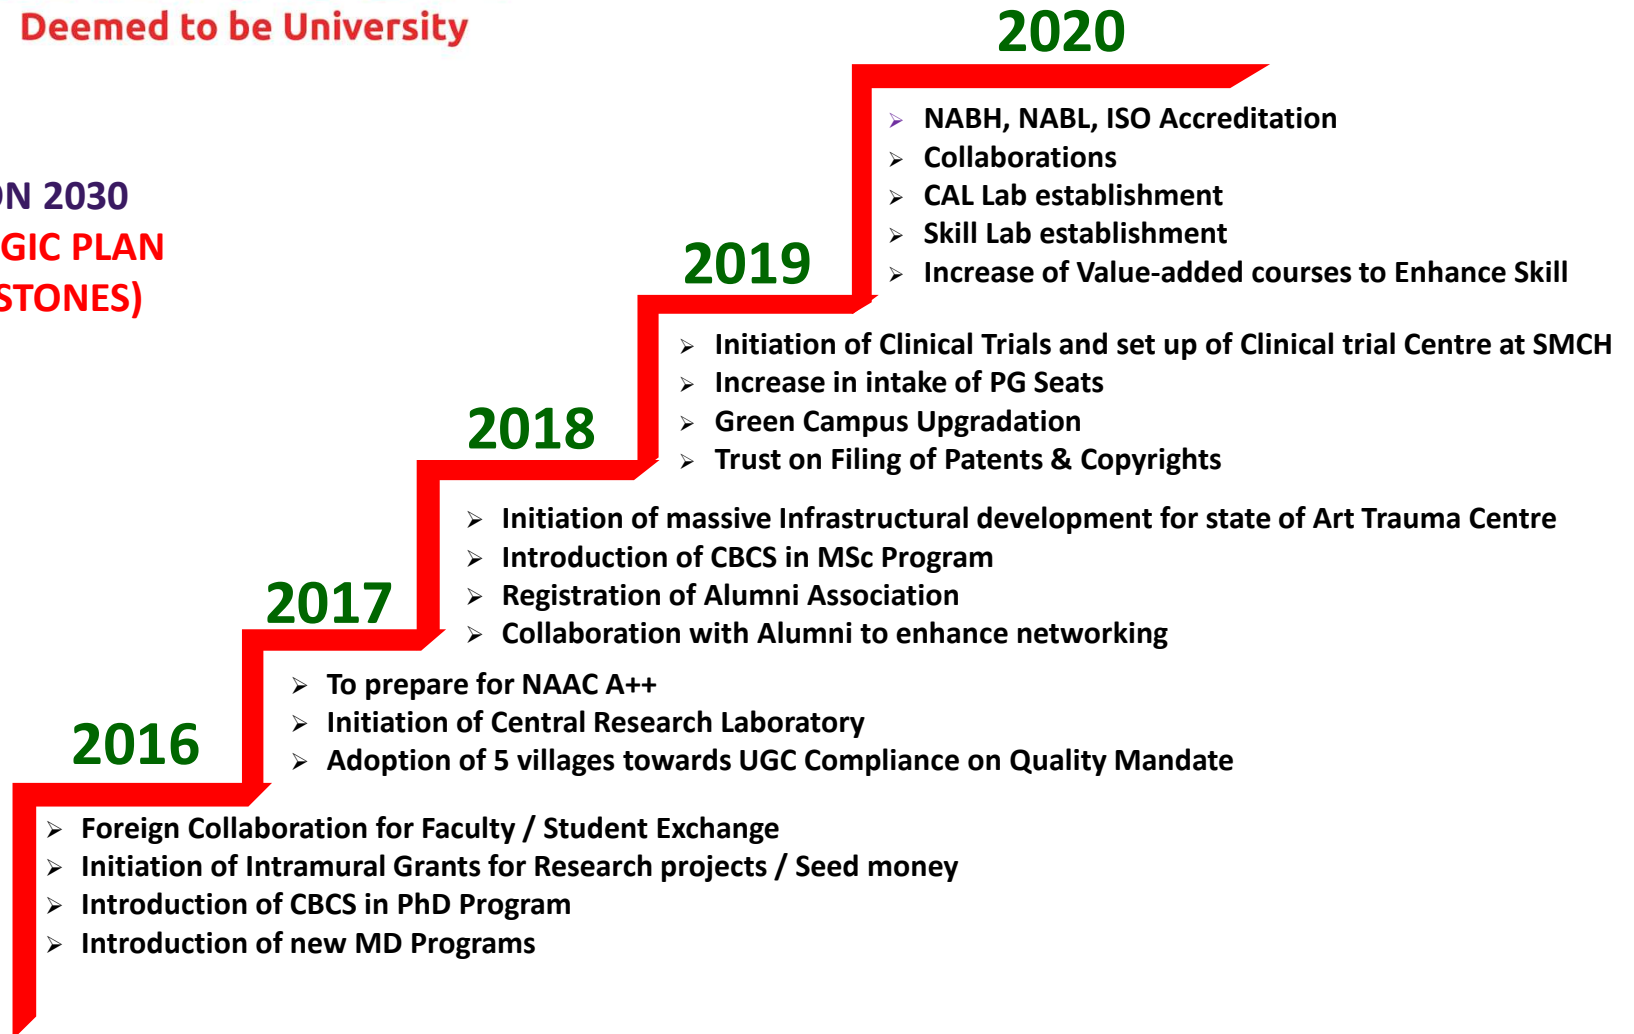 Deemed to be University
ON 2030
GIC PLAN
STONES)
2020
➢ NABH, NABL, ISO Accreditation
➢ Collaborations
➢ CAL Lab establishment
➢ Skill Lab establishment
➢ Increase of Value-added courses to Enhance Skill
2019
➢ Initiation of Clinical Trials and set up of Clinical trial Centre at SMCH
➢ Increase in intake of PG Seats
➢ Green Campus Upgradation
➢ Trust on Filing of Patents & Copyrights
2018
➢ Initiation of massive Infrastructural development for state of Art Trauma Centre
➢ Introduction of CBCS in MSc Program
➢ Registration of Alumni Association
➢ Collaboration with Alumni to enhance networking
2017
➢ To prepare for NAAC A++
➢ Initiation of Central Research Laboratory
➢ Adoption of 5 villages towards UGC Compliance on Quality Mandate
2016
➢ Foreign Collaboration for Faculty / Student Exchange
➢ Initiation of Intramural Grants for Research projects / Seed money
➢ Introduction of CBCS in PhD Program
➢ Introduction of new MD Programs